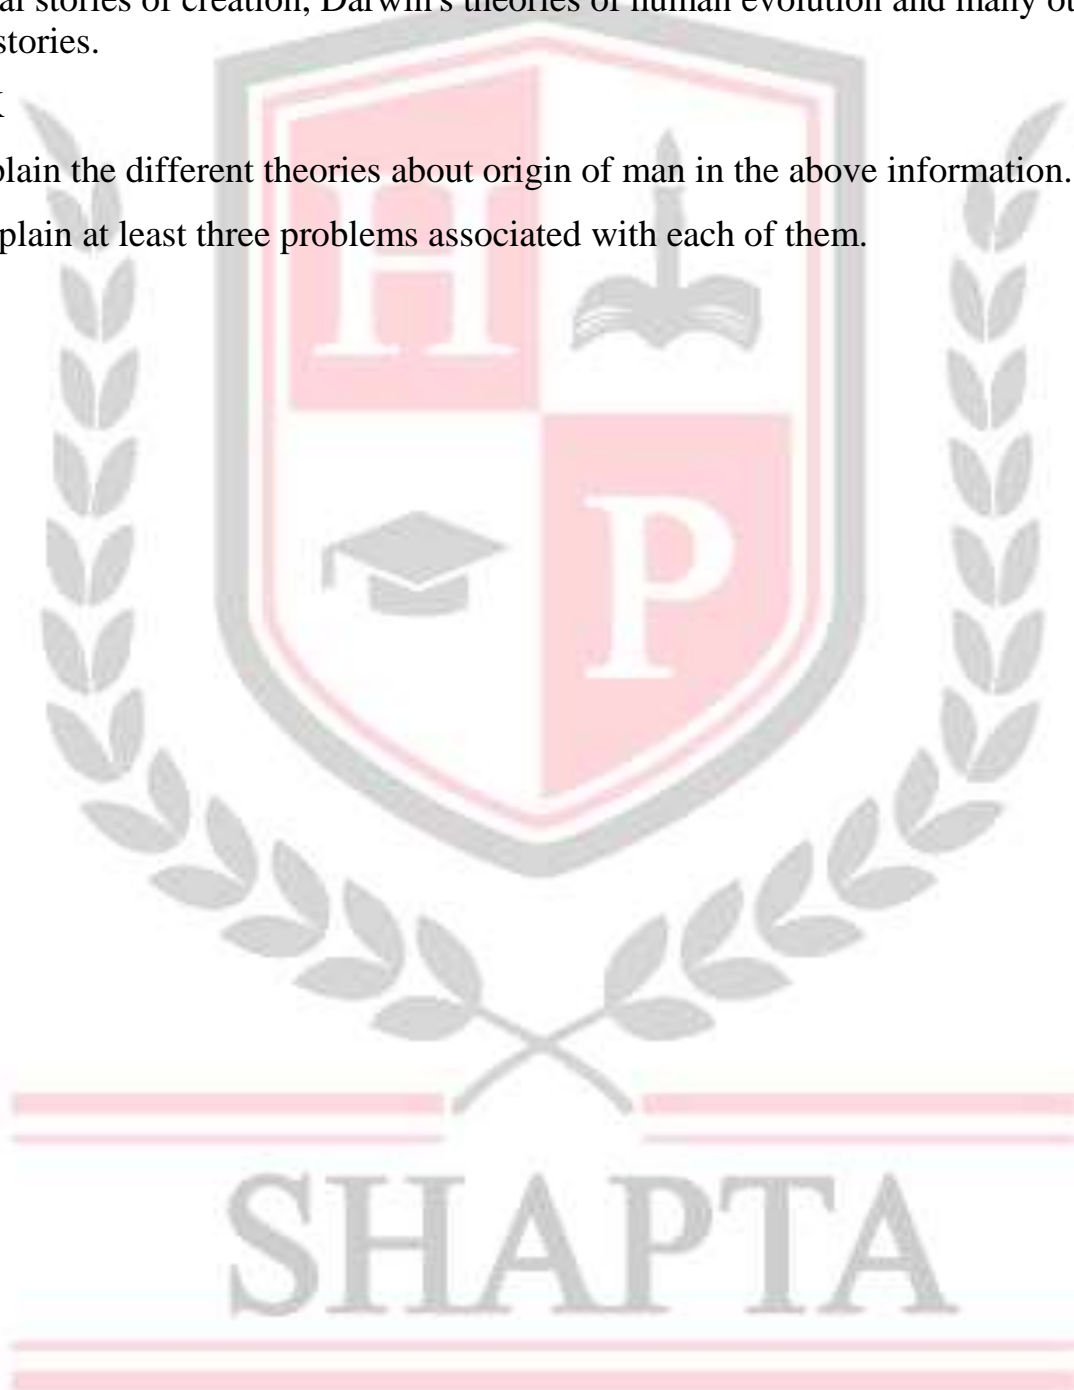 al stories of creation, Darwin's theories of human evolution and many
stories.
plain the different theories about origin of man in the above information.
plain at least three problems associated with each of them.
H
P
SHAPTA